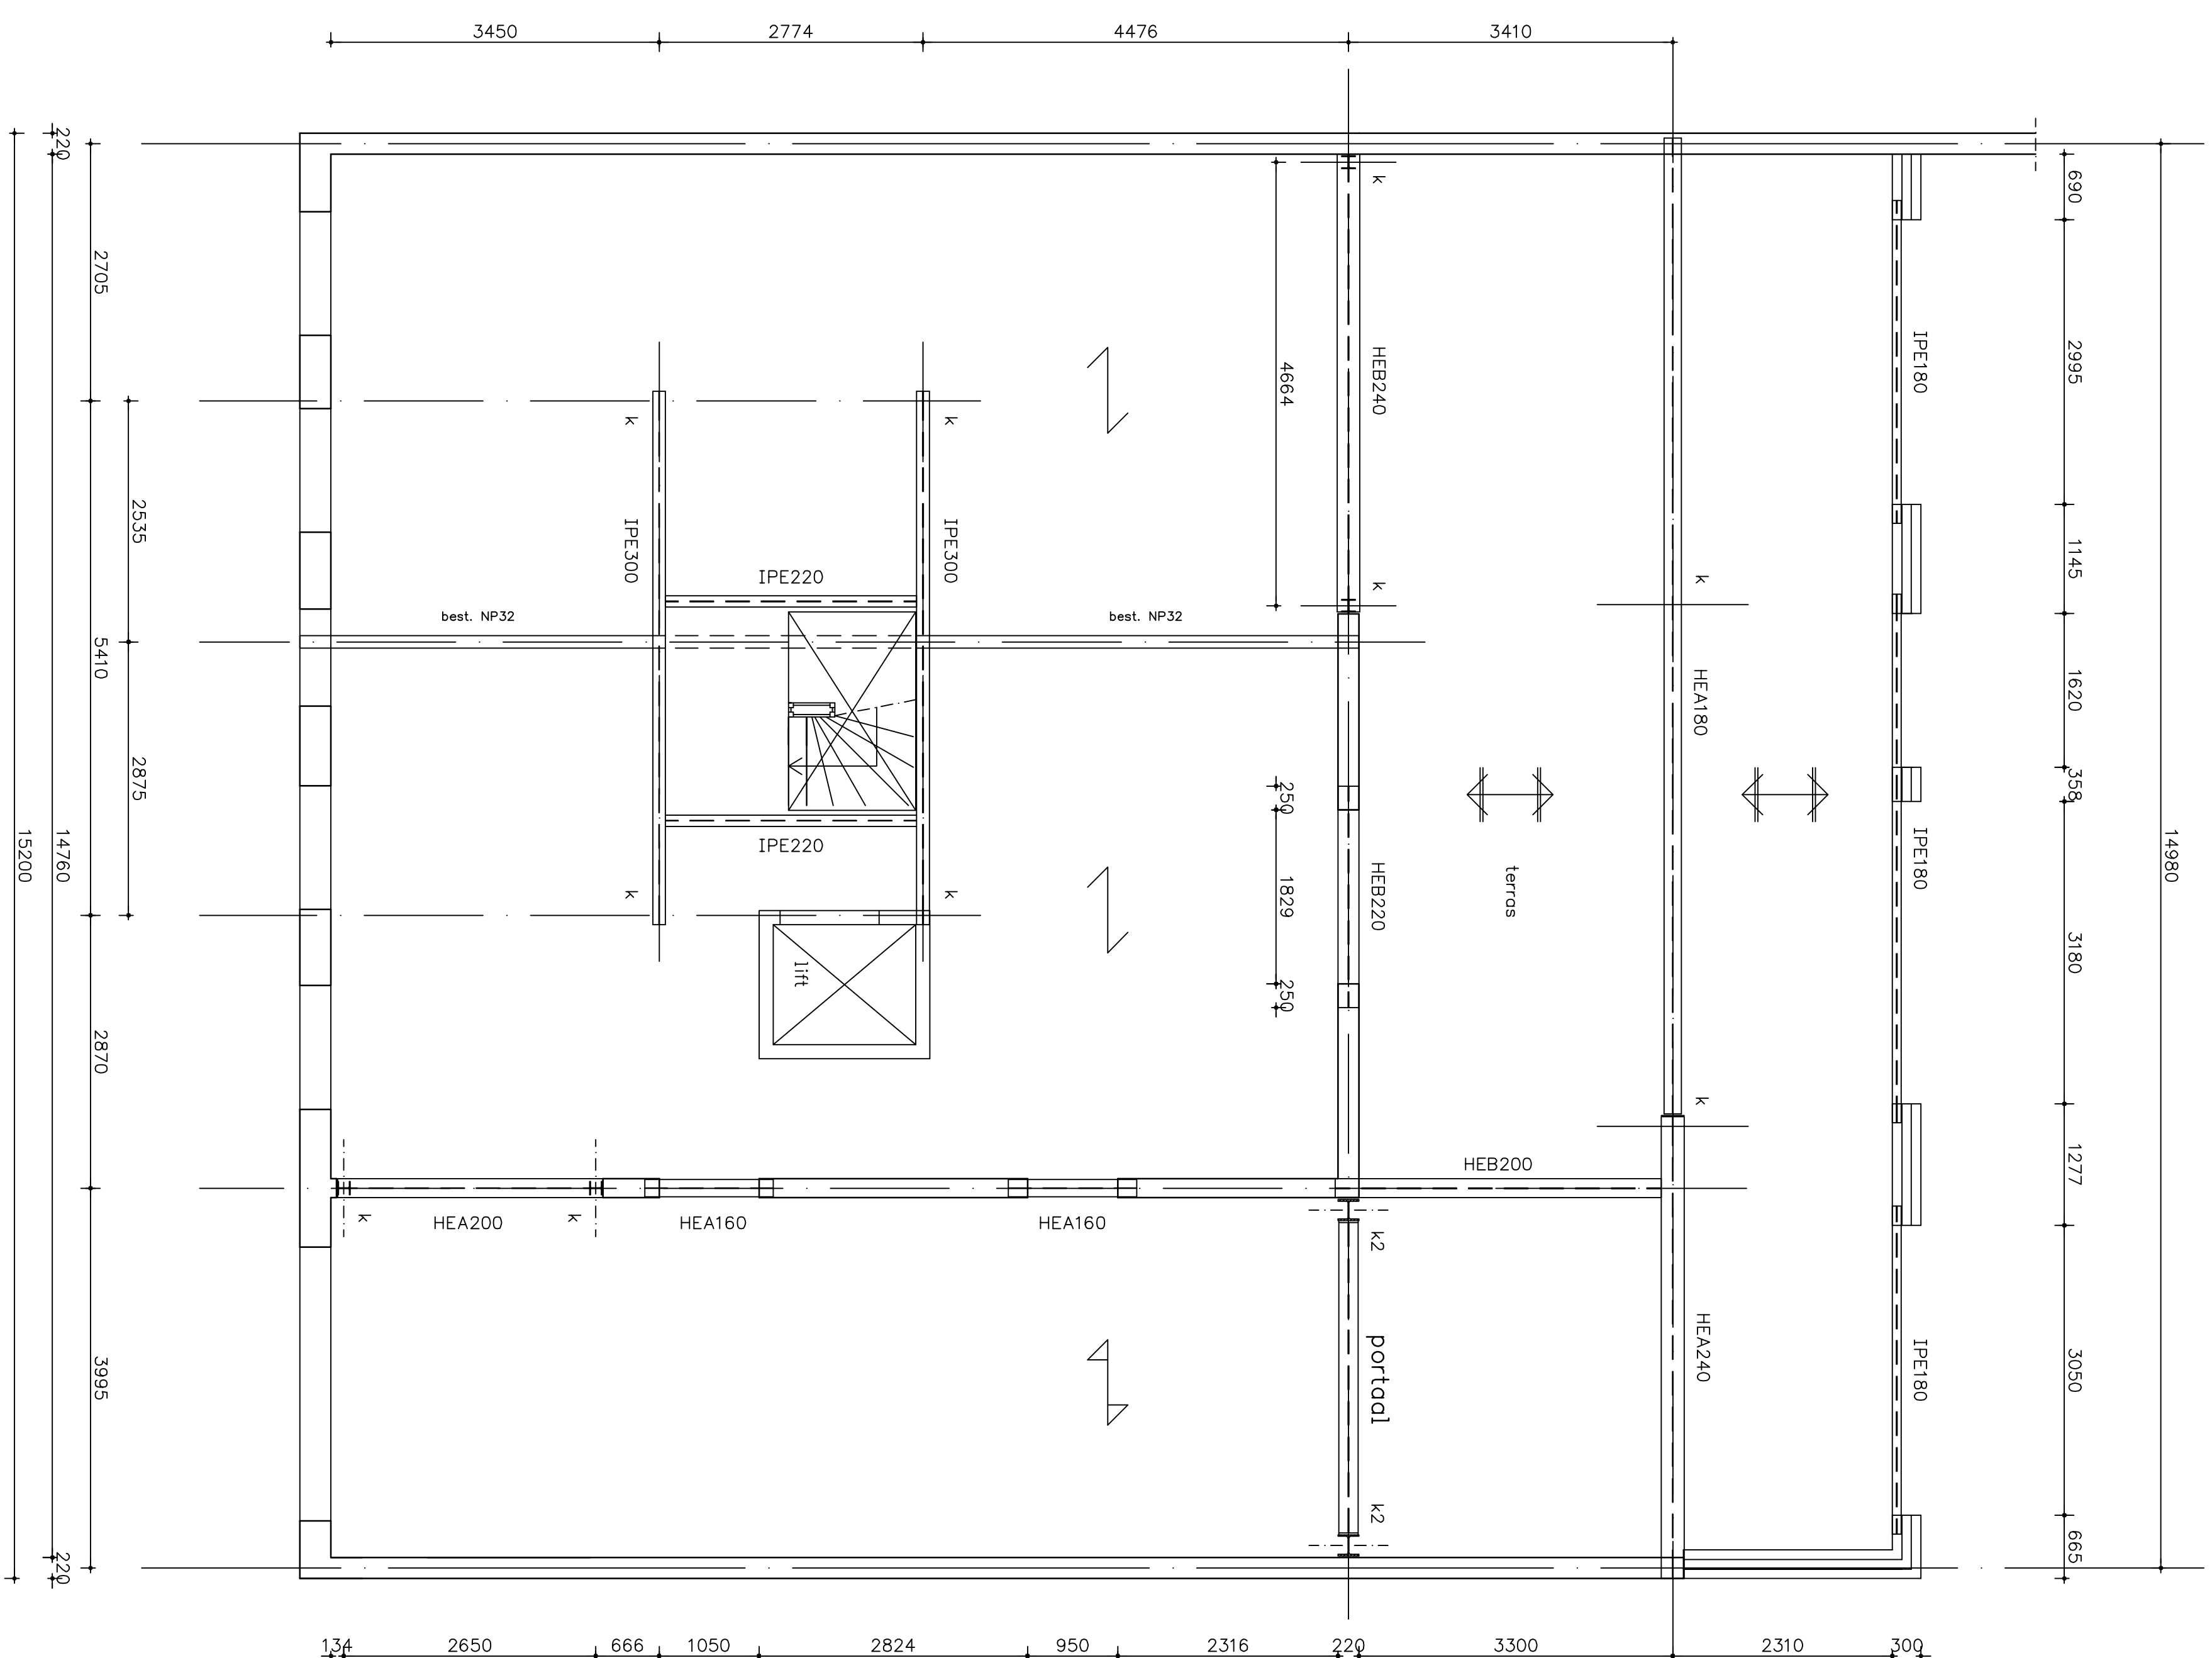 3450
2774
4476
3410
220
690
k
2705
2995
IPE180
HEB240
4664
k
k
2535
IPE300
IPE300
1145
IPE220
k
k
best. NP32
best. NP32
5410
1620
HEA180
2875
250
358
15200
14760
14980
IPE220
1829
HEB220
terras
IPE180
k
k
lift
250
3180
2870
k
HEB200
1277
k
HEA200
k
HEA160
HEA160
k2
3995
portaal
HEA240
3050
IPE180
k2
220
665
134
2650
666
1050
2824
950
2316
220
3300
2310
300